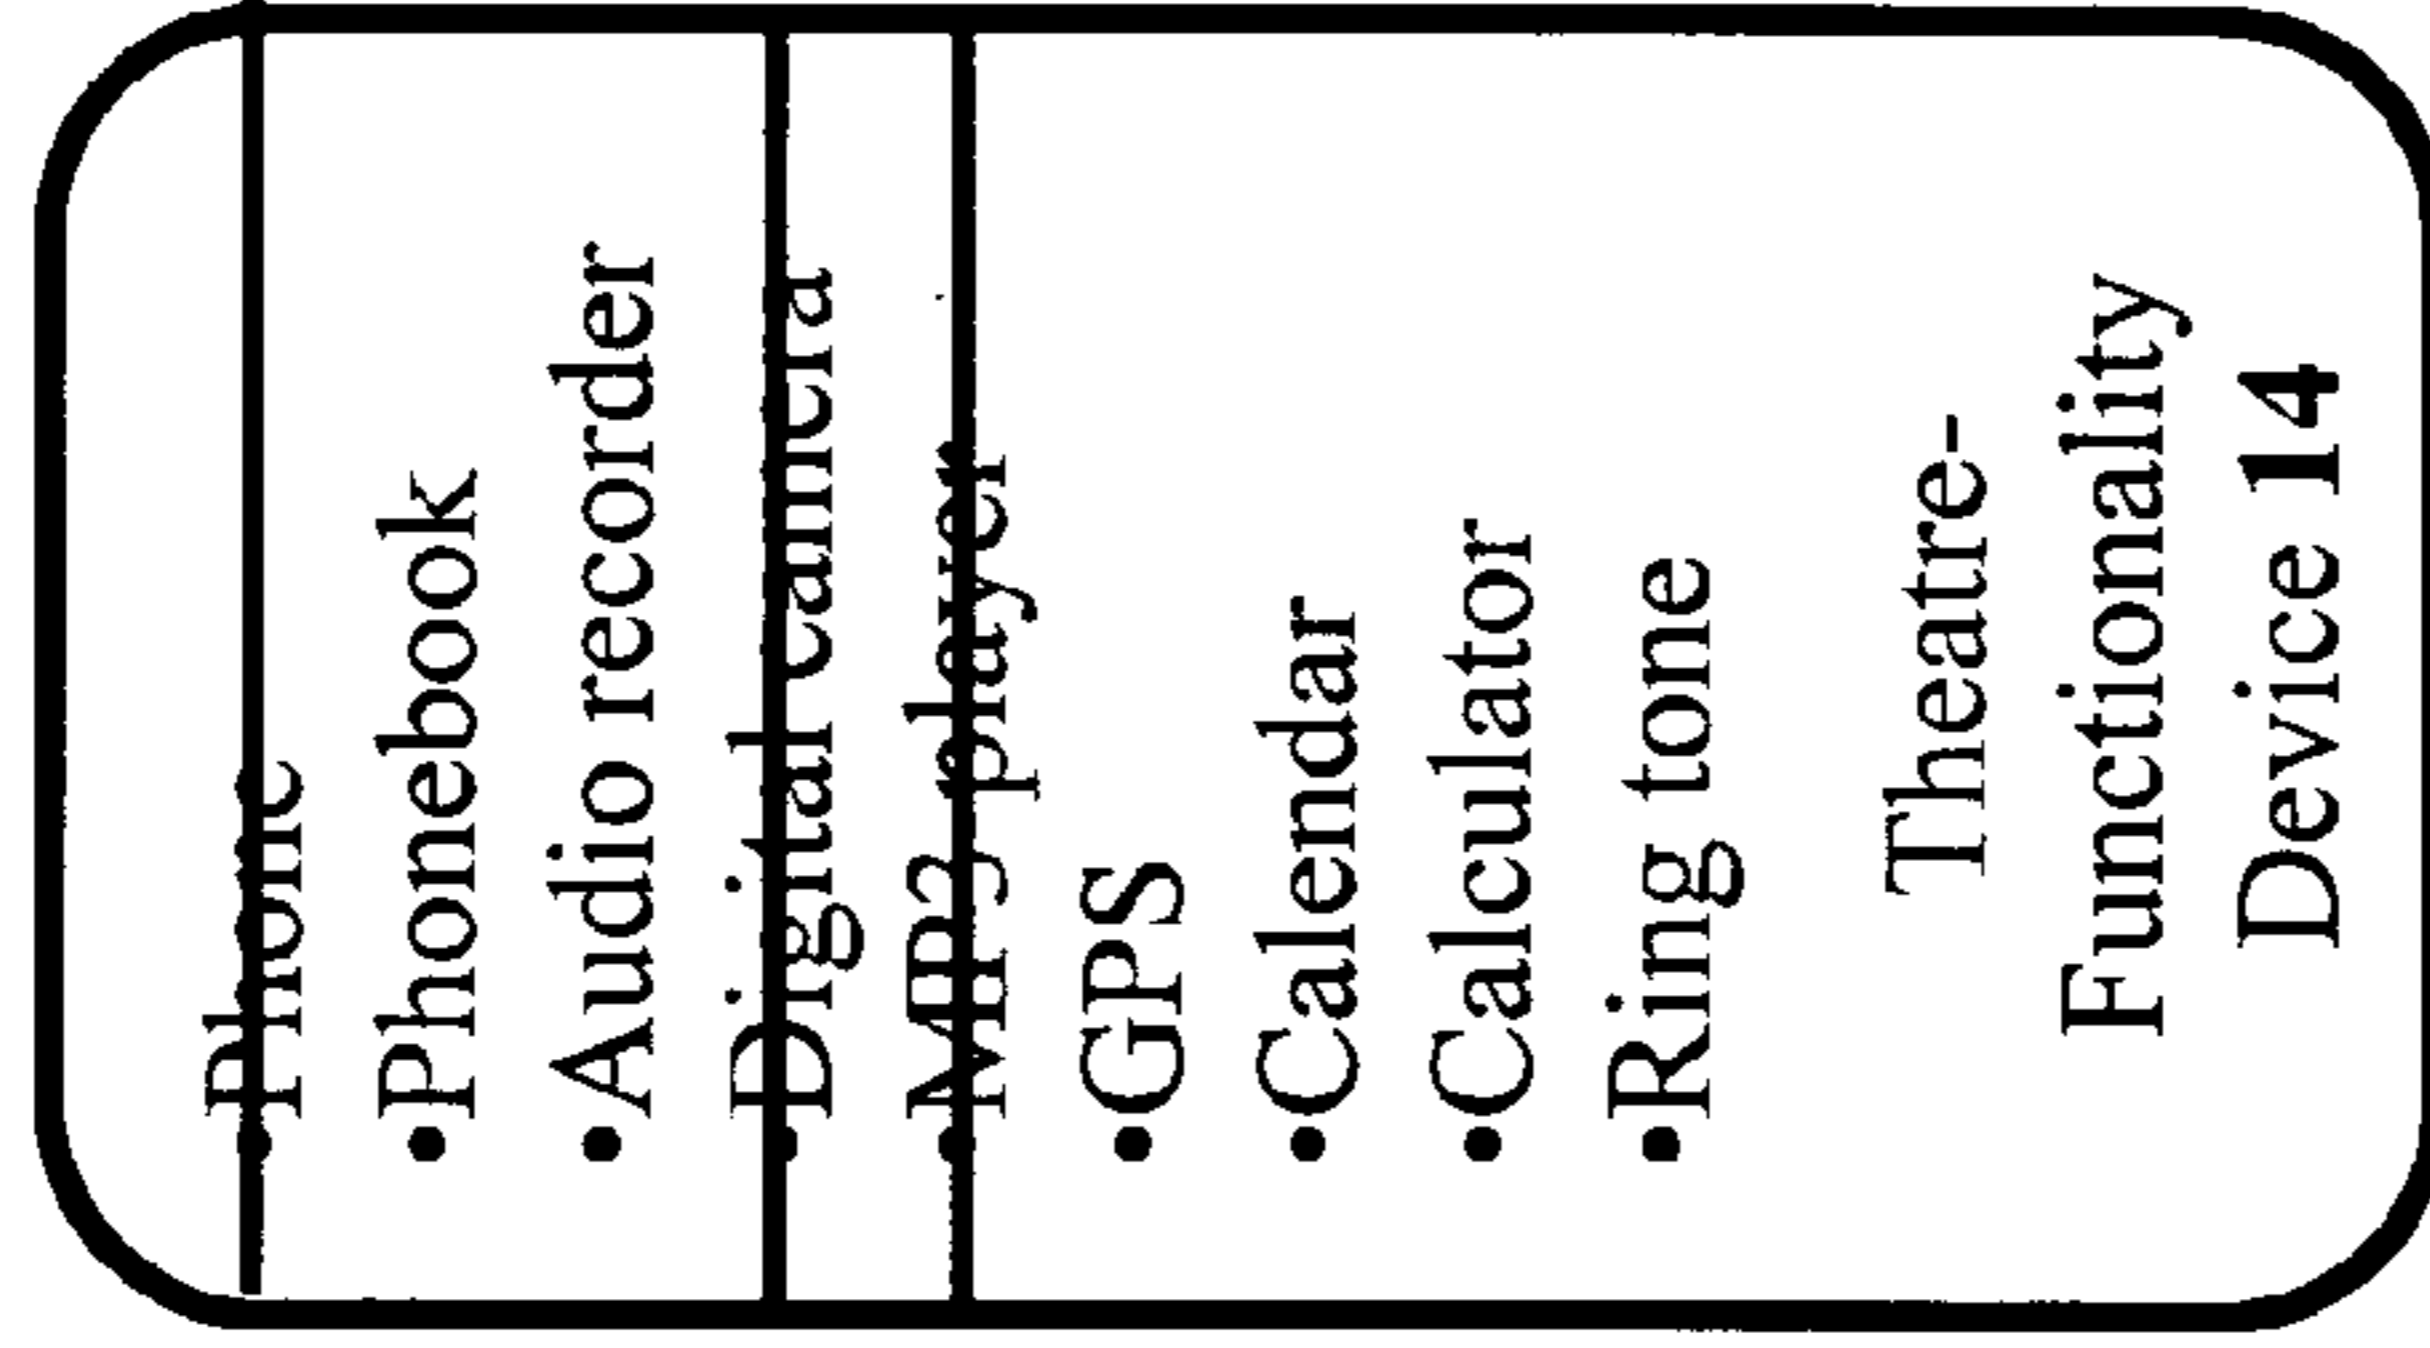 • Phone
• Phonebook
• Audio recorder
• Digital camera
• MP3 player
• GPS
• Calendar
• Calculator
• Ring tone
Theatre-
Functionality
Device 14